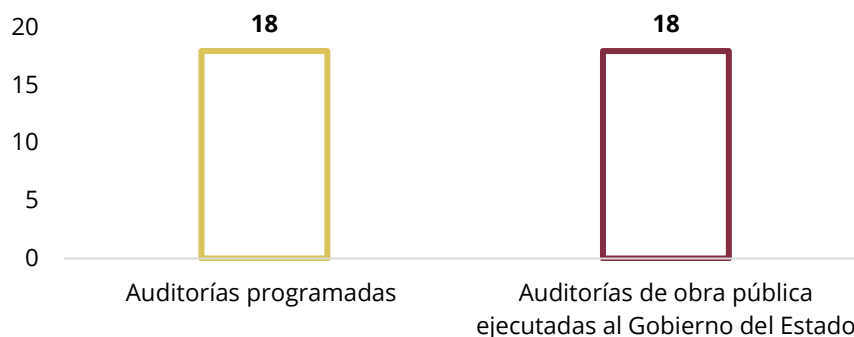 20
18
18
15
10
5
0
Auditorías programadas
Auditorías de obra pública
ejecutadas al Gobierno del Estado